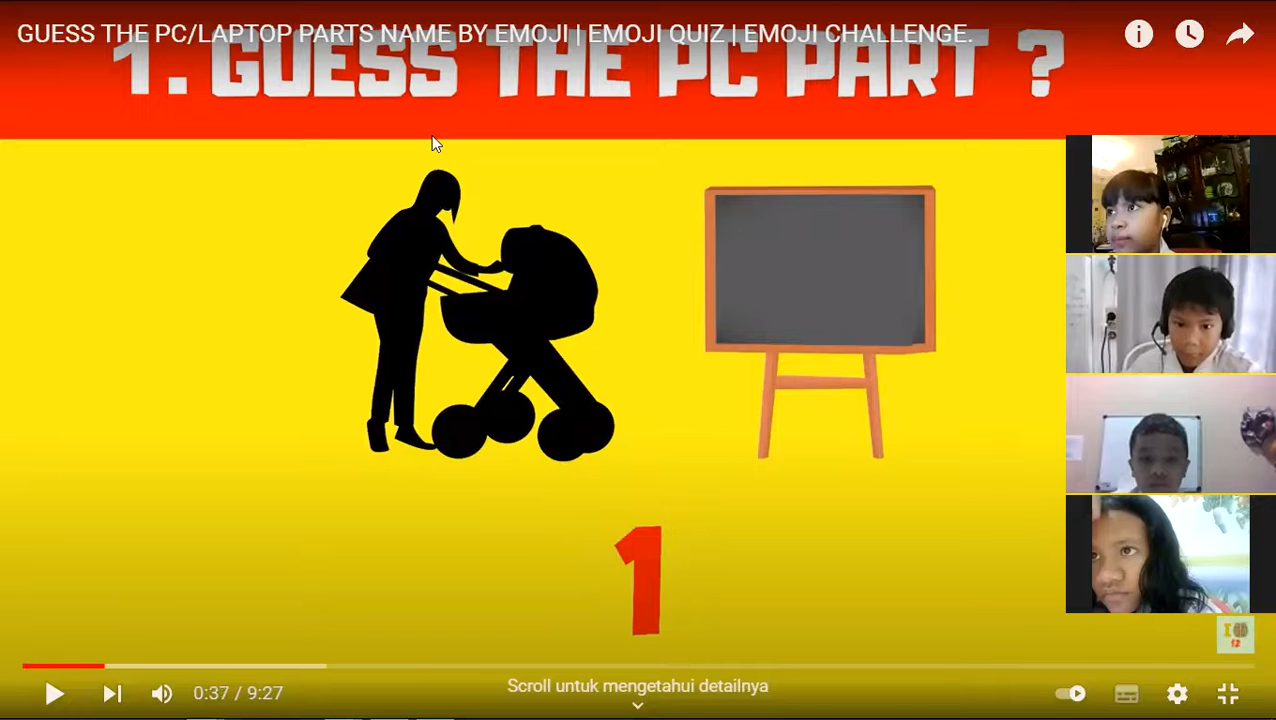 GUESS THE PC/LAPTOP PARTS NAME BY EMOJI | EMOJI QUIZ | EMOJI CHALLENGE.
1. GUESS THE PC PART ?
1
I
12
0:37 / 9:27
Scroll untuk mengetahui detailnya